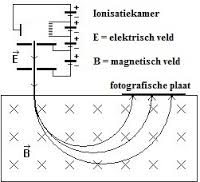 Ionisatiekamer
E = elektrisch veld
B = magnetisch veld
E
fotografische plaat
B